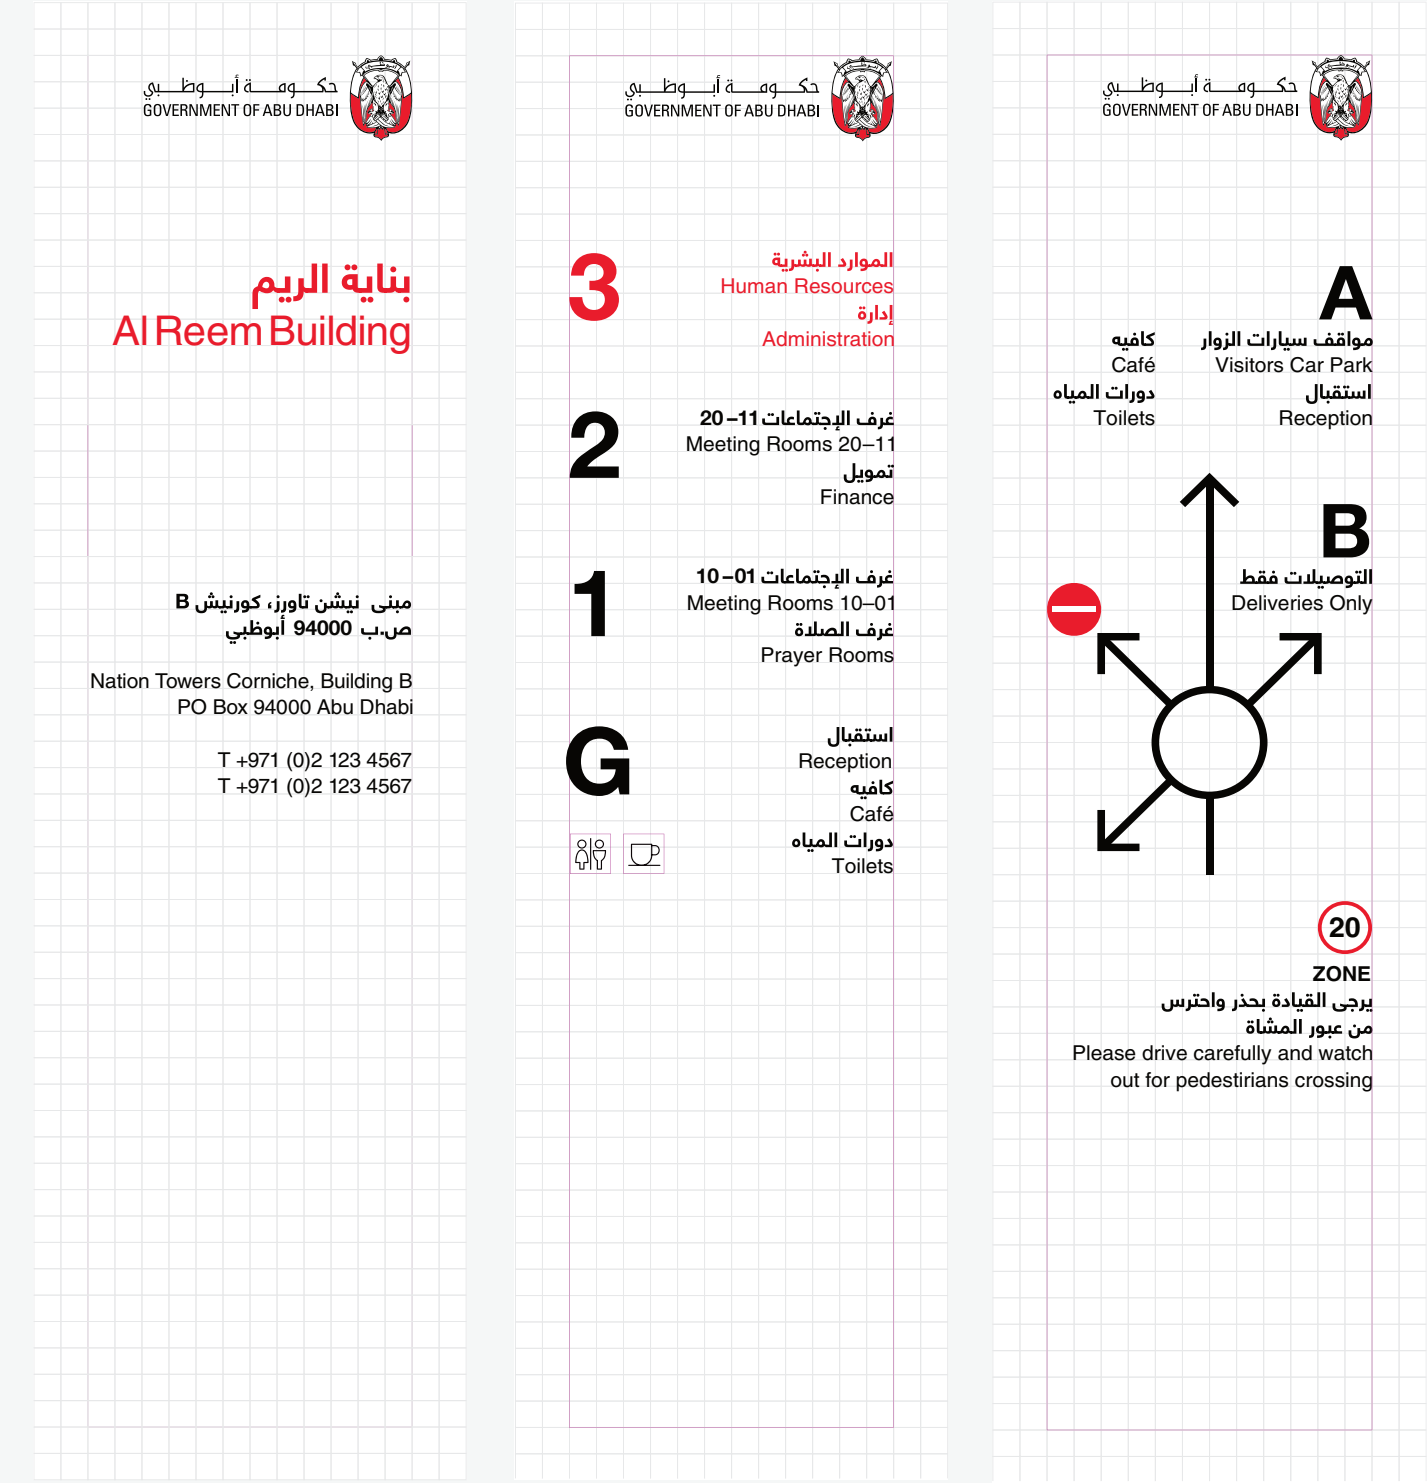 حكومة أبوظبي
GOVERNMENT OF ABU DHABI
بناية الريم
Al Reem Building
مبنى نيشن تاورز، كورنيش B
ص.ب 94000 أبوظبي
Nation Towers Corniche, Building B
PO Box 94000 Abu Dhabi
T +971 (0)2 123 4567
T +971 (0)2 123 4567
حكومة أبوظبي
GOVERNMENT OF ABU DHABI
3
الموارد البشرية
Human Resources
إدارة
Administration
2
غرف الإجتماعات 11–20
Meeting Rooms 20–11
تمويل
Finance
1
غرف الإجتماعات 01–10
Meeting Rooms 10–01
غرف الصلاة
Prayer Rooms
G
استقبال
Reception
كافيه
Café
دورات المياه
Toilets
حكومة أبوظبي
GOVERNMENT OF ABU DHABI
A
مواقف سيارات الزوار
Visitors Car Park
استقبال
Reception
كافيه
Café
دورات المياه
Toilets
B
التوصيلات فقط
Deliveries Only
20
ZONE
يرجى القيادة بحذر واحترس
من عبور المشاة
Please drive carefully and watch
out for pedestirians crossing